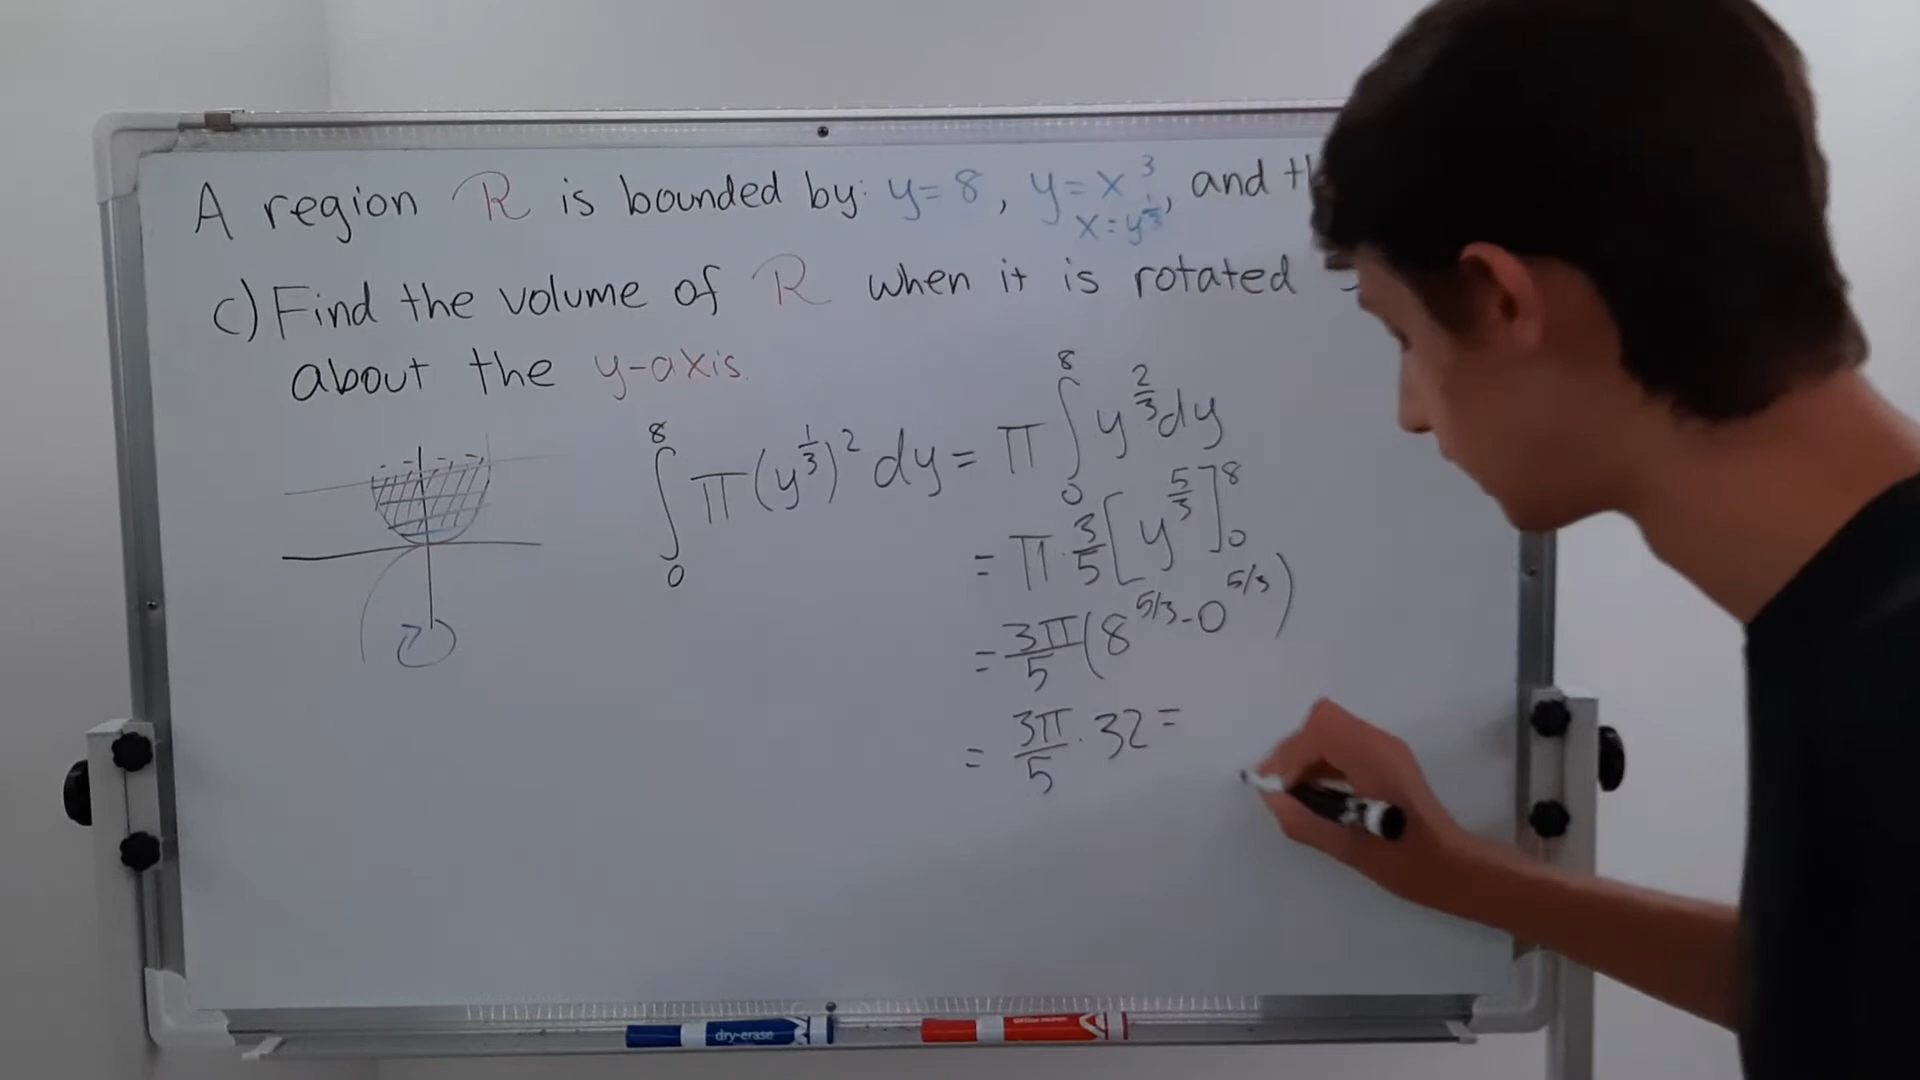 A region R is bounded by: y=8, y=x³, and th
x=y^{1/3}
c) Find the volume of R when it is rotated
about the y-axis.
∫₀⁸ π(y^{1/3})² dy = π ∫₀⁸ y^{2/3} dy
= π · 3/5 [y^{5/3}]₀⁸
= 3π/5 (8^{5/3} - 0^{5/3})
= 3π/5 · 32 =
dry-erase